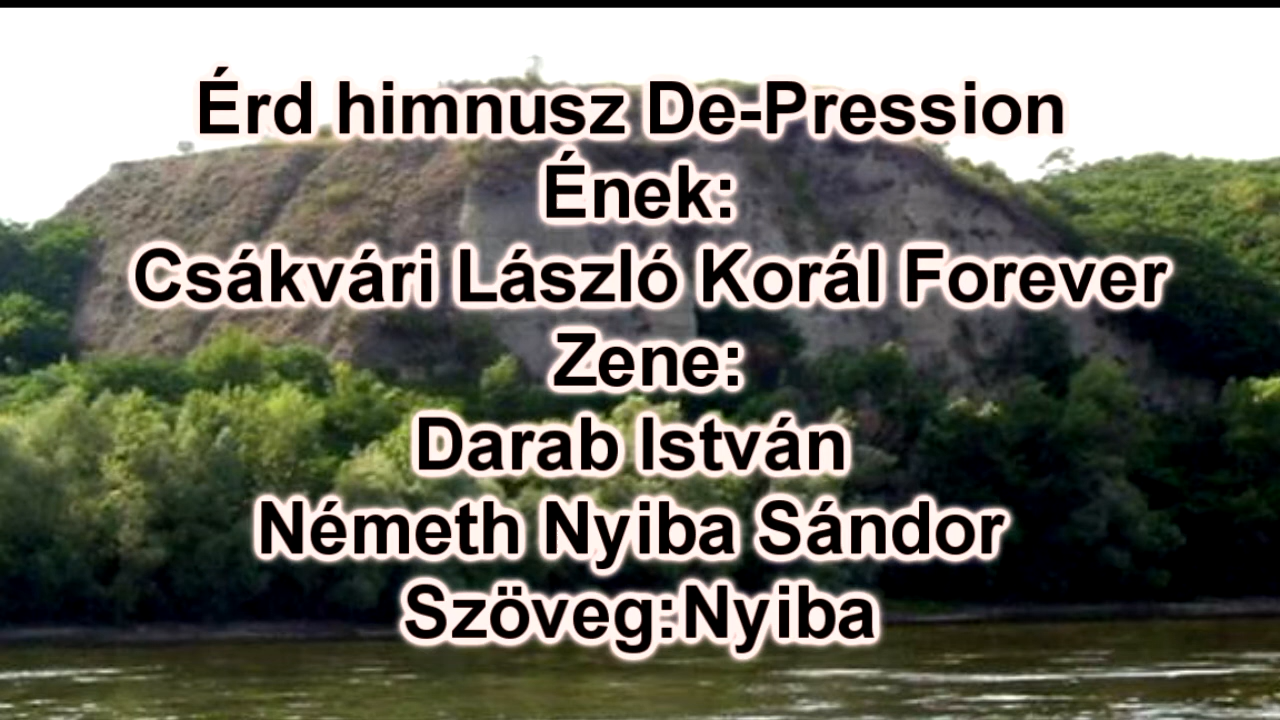 Érd himnusz De-Pression
Ének:
Csákvári László Korál Forever
Zene:
Darab István
Németh Nyiba Sándor
Szöveg:Nyiba